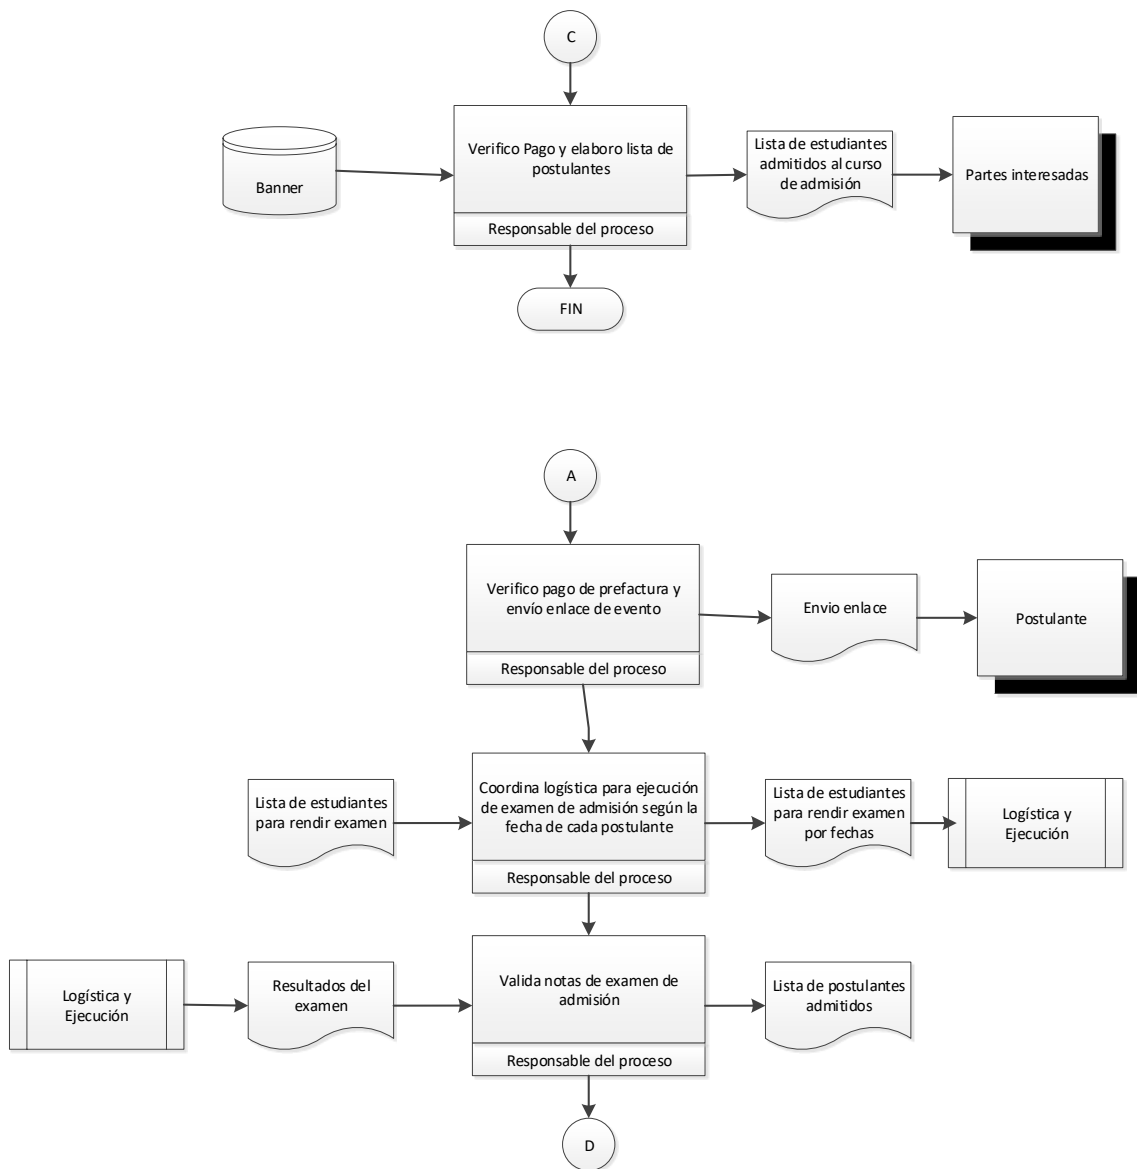 C
Verifico Pago y elaboro lista de
postulantes
Responsable del proceso
Banner
Lista de estudiantes
admitidos al curso
de admisión
Partes interesadas
FIN
A
Verifico pago de prefactura y
envío enlace de evento
Responsable del proceso
Envio enlace
Postulante
Lista de estudiantes
para rendir examen
Coordina logística para ejecución
de examen de admisión según la
fecha de cada postulante
Responsable del proceso
Lista de estudiantes
para rendir examen
por fechas
Logística y
Ejecución
Logística y
Ejecución
Resultados del
examen
Valida notas de examen de
admisión
Responsable del proceso
Lista de postulantes
admitidos
D